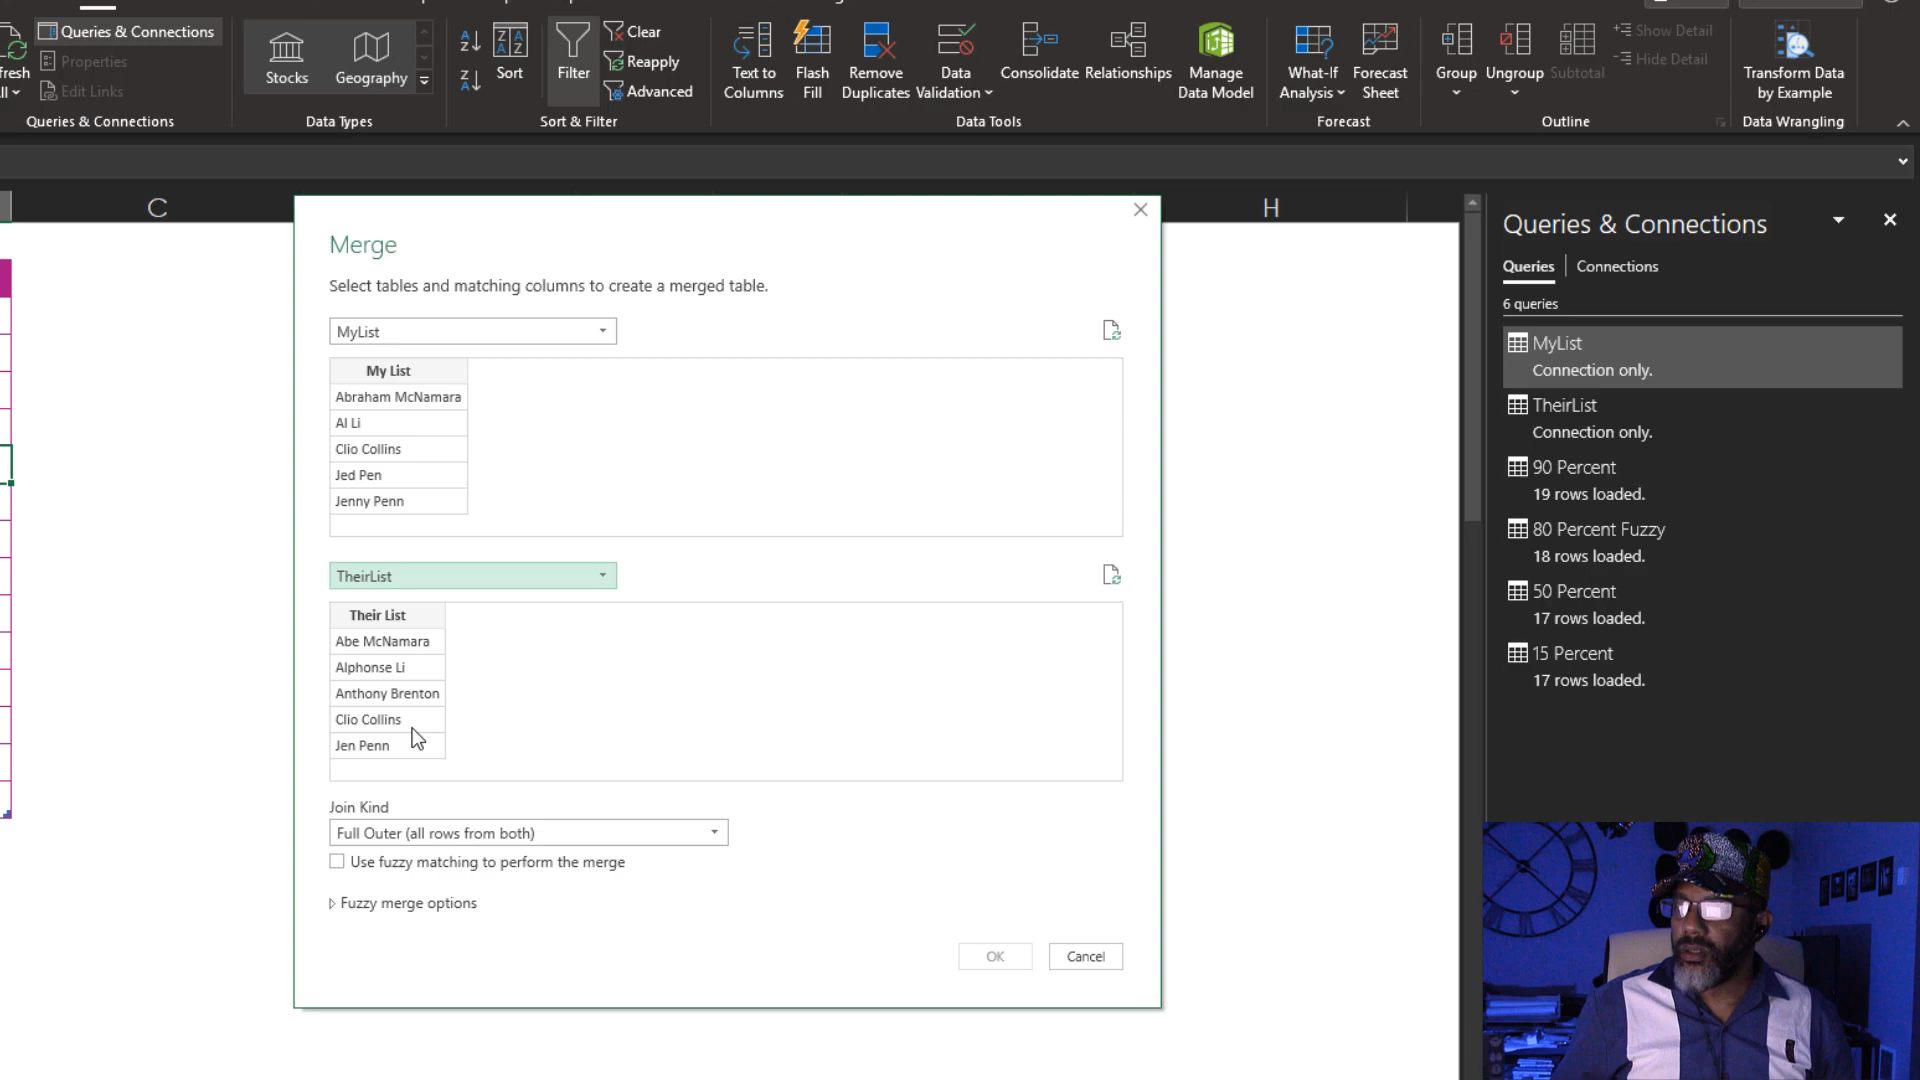 Queries & Connections
Properties
Edit Links
Queries & Connections
Stocks
Geography
Data Types
Sort
Filter
Clear
Reapply
Advanced
Sort & Filter
Text to
Columns
Flash
Fill
Remove
Duplicates
Data
Validation
Consolidate
Relationships
Manage
Data Model
Data Tools
What-If
Analysis
Forecast
Sheet
Forecast
Group
Ungroup
Subtotal
Show Detail
Hide Detail
Outline
Transform Data
by Example
Data Wrangling
C
H
Merge
Select tables and matching columns to create a merged table.
MyList
My List
Abraham McNamara
Al Li
Clio Collins
Jed Pen
Jenny Penn
TheirList
Their List
Abe McNamara
Alphonse Li
Anthony Brenton
Clio Collins
Jen Penn
Join Kind
Full Outer (all rows from both)
Use fuzzy matching to perform the merge
Fuzzy merge options
OK
Cancel
Queries & Connections
Queries
Connections
6 queries
MyList
Connection only.
TheirList
Connection only.
90 Percent
19 rows loaded.
80 Percent Fuzzy
18 rows loaded.
50 Percent
17 rows loaded.
15 Percent
17 rows loaded.